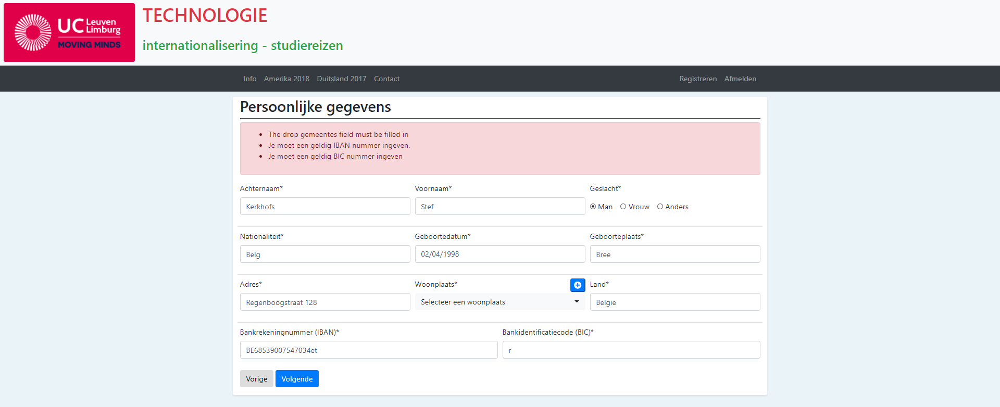 UC Leuven
Limburg
MOVING MINDS
TECHNOLOGIE
internationalisering - studiereizen
Info Amerika 2018 Duitsland 2017 Contact Registreren Afmelden
Persoonlijke gegevens
The drop gemeentes field must be filled in
Je moet een geldig IBAN nummer ingeven.
Je moet een geldig BIC nummer ingeven
Achternaam* Voornaam* Geslacht*
Kerkhofs Stef Man Vrouw Anders
Nationaliteit* Geboortedatum* Geboorteplaats*
Belg 02/04/1998 Bree
Adres* Woonplaats* Land*
Regenboogstraat 128 Selecteer een woonplaats Belgie
Bankrekeningnummer (IBAN)* Bankidentificatiecode (BIC)*
BE68539007547034et r
Vorige Volgende